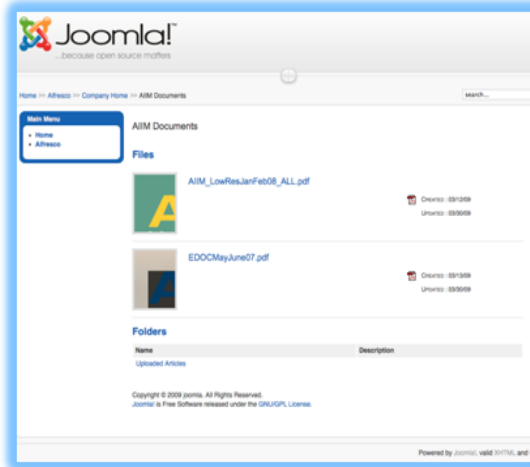 Joomla!™
...because open source matters
Home >> Alfresco >> Company Home >> AIIM Documents
search...
Main Menu
Home
Alfresco
AIIM Documents
Files
AIIM_LowResJanFeb08_ALL.pdf
Created : 03/12/09
Updated : 03/30/09
EDOCMayJune07.pdf
Created : 03/13/09
Updated : 03/30/09
Folders
Name Description
Uploaded Articles
Copyright © 2009 joomla. All Rights Reserved.
Joomla! is Free Software released under the GNU/GPL License.
Powered by Joomla!, valid XHTML and